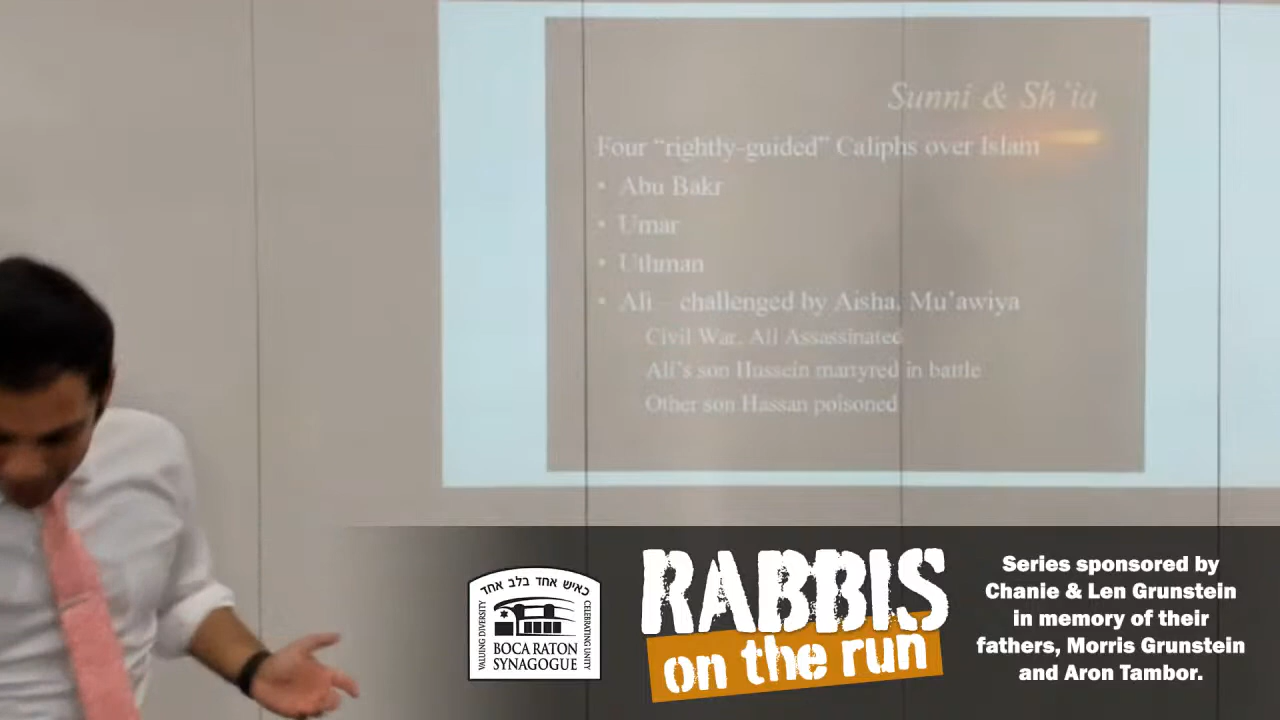 Sunni & Sh'ia
Four “rightly-guided” Caliphs over Islam
• Abu Bakr
• Umar
• Uthman
• Ali – challenged by Aisha, Mu’awiya
Civil War, Ali Assassinated
Ali’s son Hussein martyred in battle
Other son Hassan poisoned
כאיש אחד בלב אחד
VALUING DIVERSITY
CELEBRATING UNITY
BOCA RATON
SYNAGOGUE
RABBIS
on the run
Series sponsored by
Chanie & Len Grunstein
in memory of their
fathers, Morris Grunstein
and Aron Tambor.